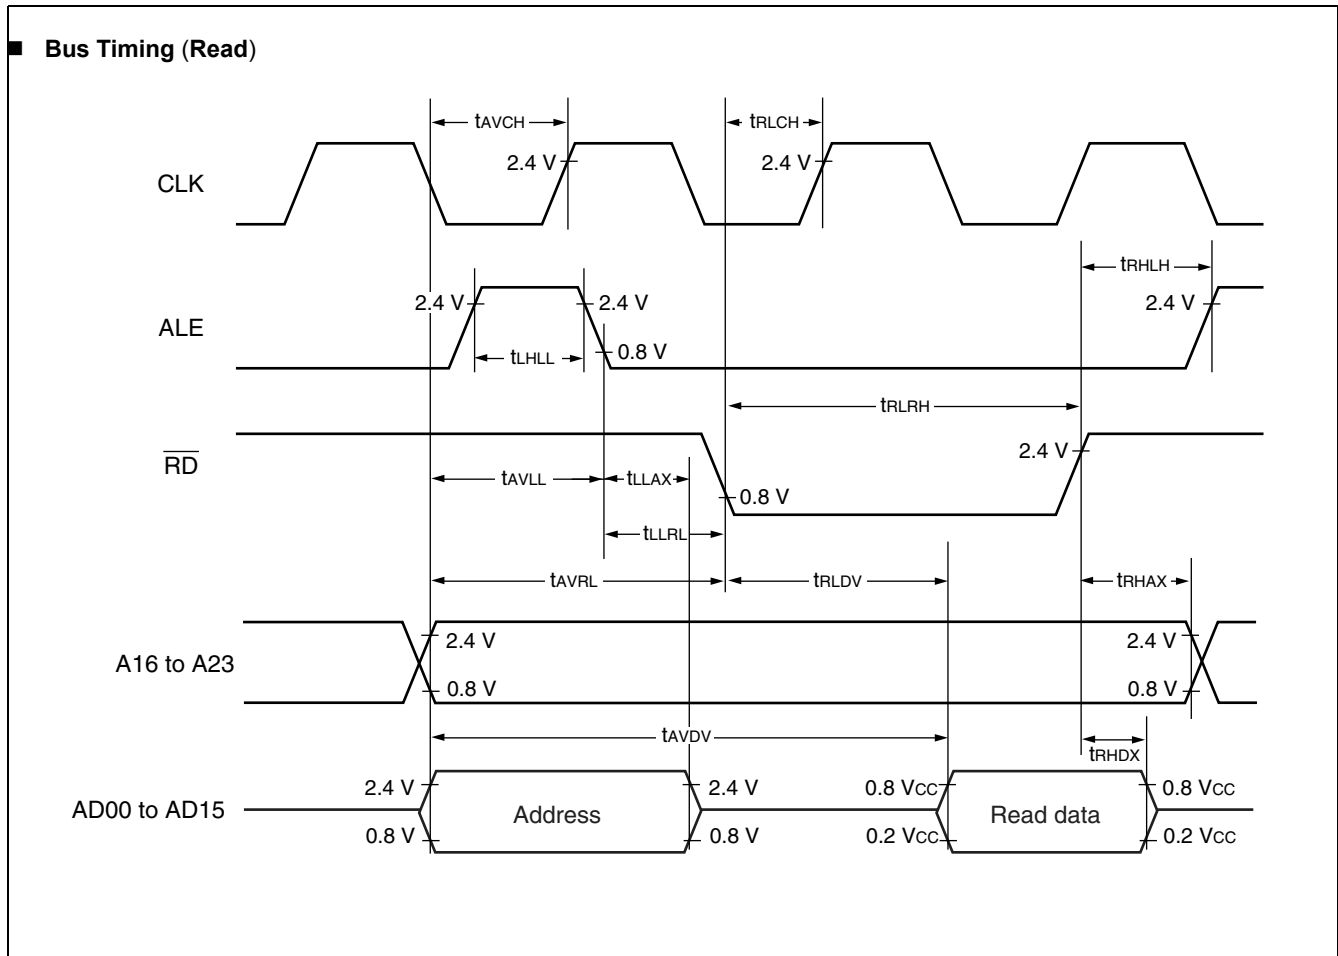 ■ Bus Timing (Read)
tAVCH
tRLCH
2.4 V
2.4 V
CLK
tRHLH
2.4 V
2.4 V
2.4 V
ALE
tLHLL
0.8 V
tRLRH
RD
2.4 V
tAVLL
tLLAX
0.8 V
tLLRL
tAVRL
tRLDV
tRHAX
2.4 V
2.4 V
A16 to A23
0.8 V
0.8 V
tAVDV
tRHDX
2.4 V
2.4 V
0.8 VCC
0.8 VCC
AD00 to AD15
Address
Read data
0.8 V
0.8 V
0.2 VCC
0.2 VCC